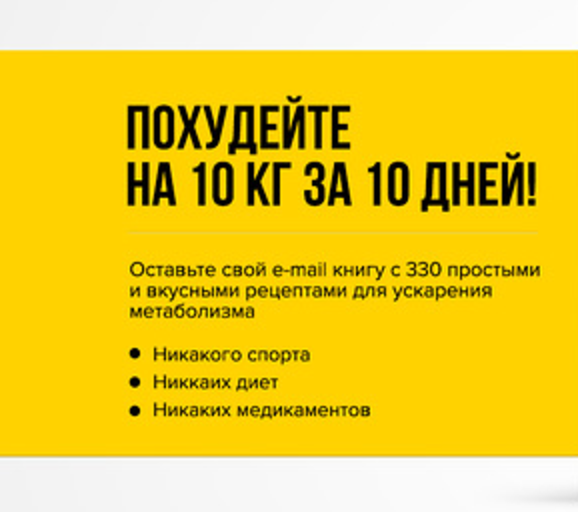 ПОХУДЕЙТЕ
НА 10 КГ ЗА 10 ДНЕЙ!
Оставьте свой e-mail книгу с 330 простыми
и вкусными рецептами для ускарения
метаболизма
Никакого спорта
Никкаих диет
Никаких медикаментов